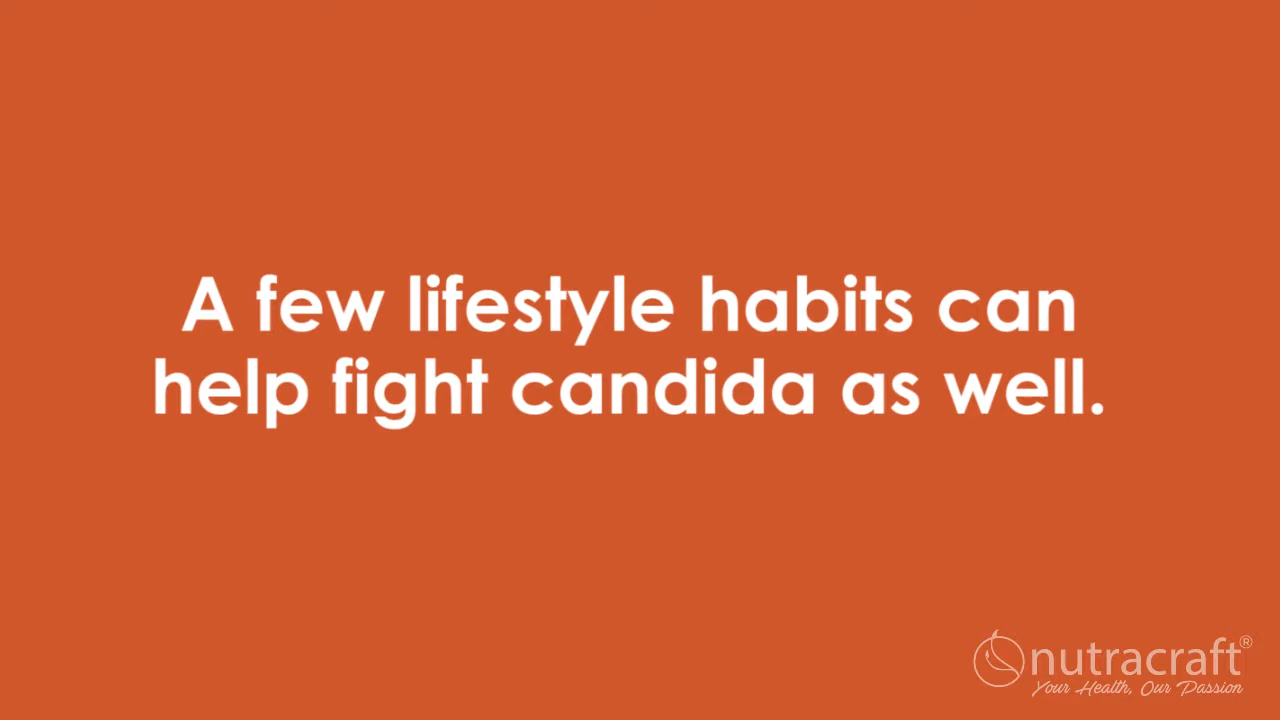 A few lifestyle habits can
help fight candida as well.
nutracraft®
Your Health, Our Passion